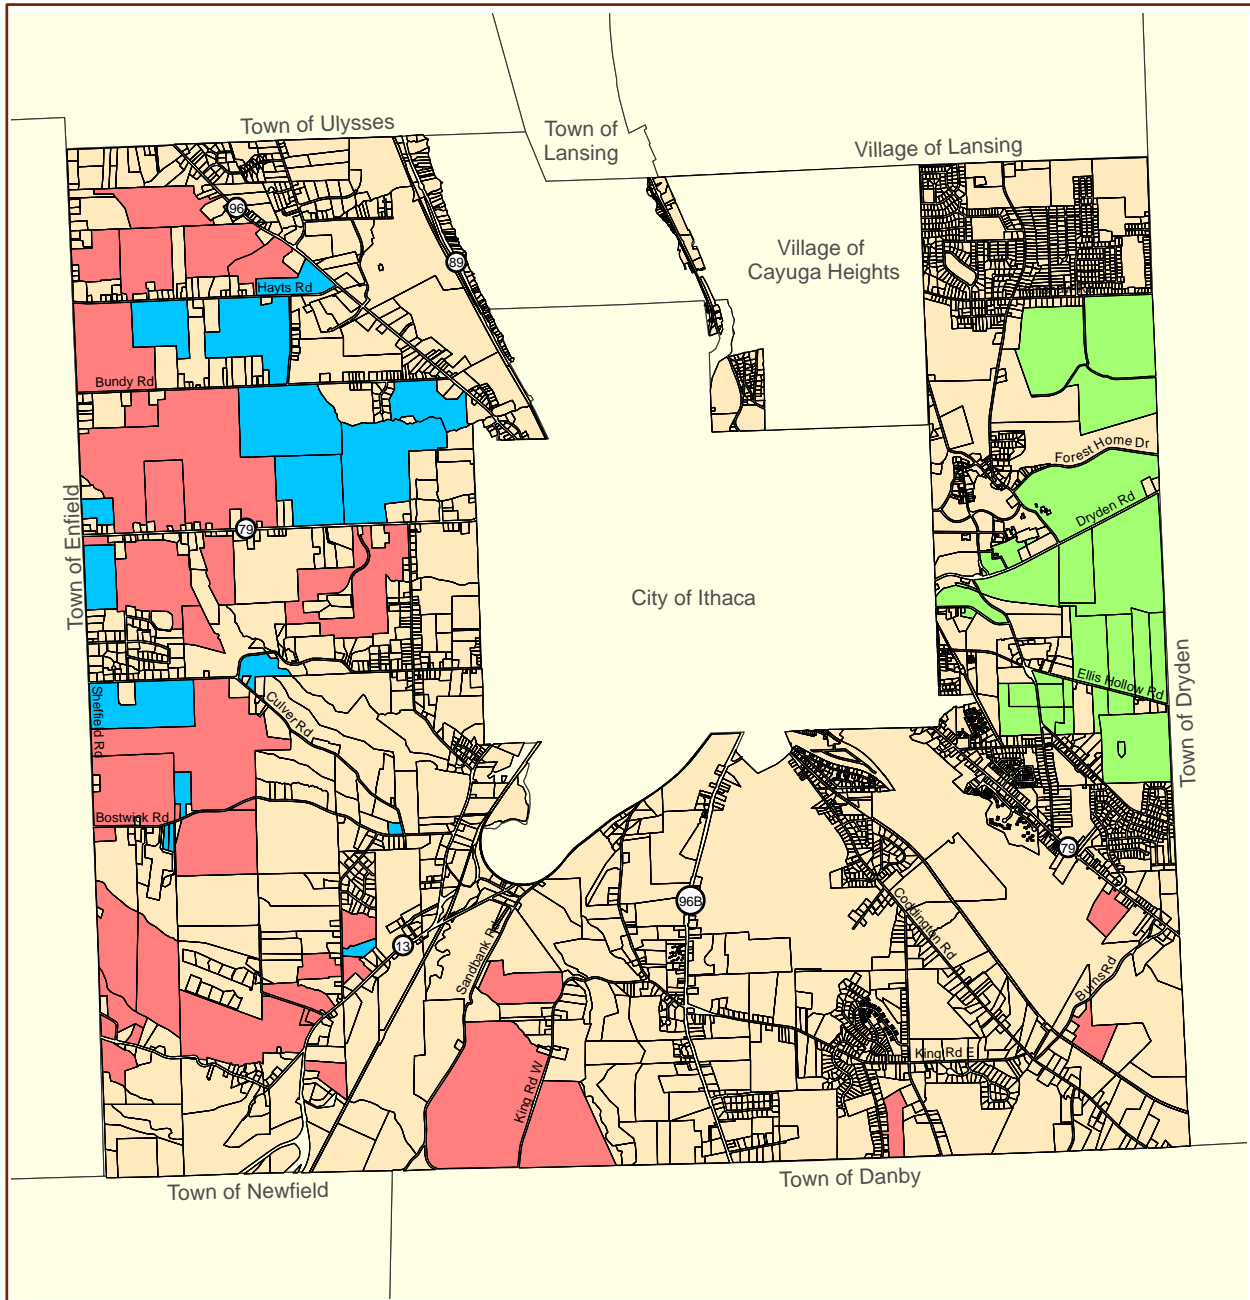 Town of Ulysses
Town of
Lansing
Village of Lansing
96
89
Village of
Cayuga Heights
Hayts Rd
Bundy Rd
Forest Home Dr
Dryden Rd
Town of Enfield
79
City of Ithaca
Sheffield Rd
Culver Rd
Ellis Hollow Rd
Town of Dryden
Bostwick Rd
79
96B
Coddington Rd
13
Sandbank Rd
Burns Rd
King Rd W
King Rd E
Town of Newfield
Town of Danby